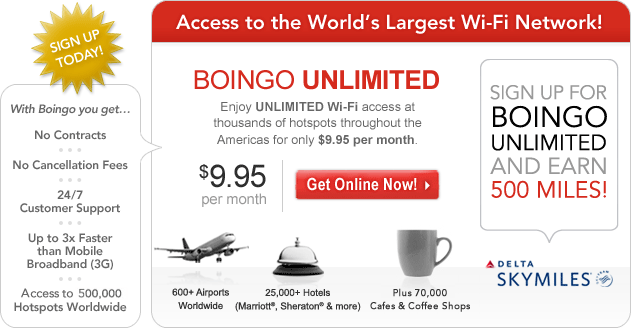 SIGN UP
TODAY!
With Boingo you get...
No Contracts
No Cancellation Fees
24/7
Customer Support
Up to 3x Faster
than Mobile
Broadband (3G)
Access to 500,000
Hotspots Worldwide
Access to the World's Largest Wi-Fi Network!
BOINGO UNLIMITED
Enjoy UNLIMITED Wi-Fi access at
thousands of hotspots throughout the
Americas for only $9.95 per month.
$9.95
per month
Get Online Now!
600+ Airports
Worldwide
25,000+ Hotels
(Marriott®, Sheraton® & more)
Plus 70,000
Cafes & Coffee Shops
SIGN UP FOR
BOINGO
UNLIMITED
AND EARN
500 MILES!
DELTA
SKYMILES